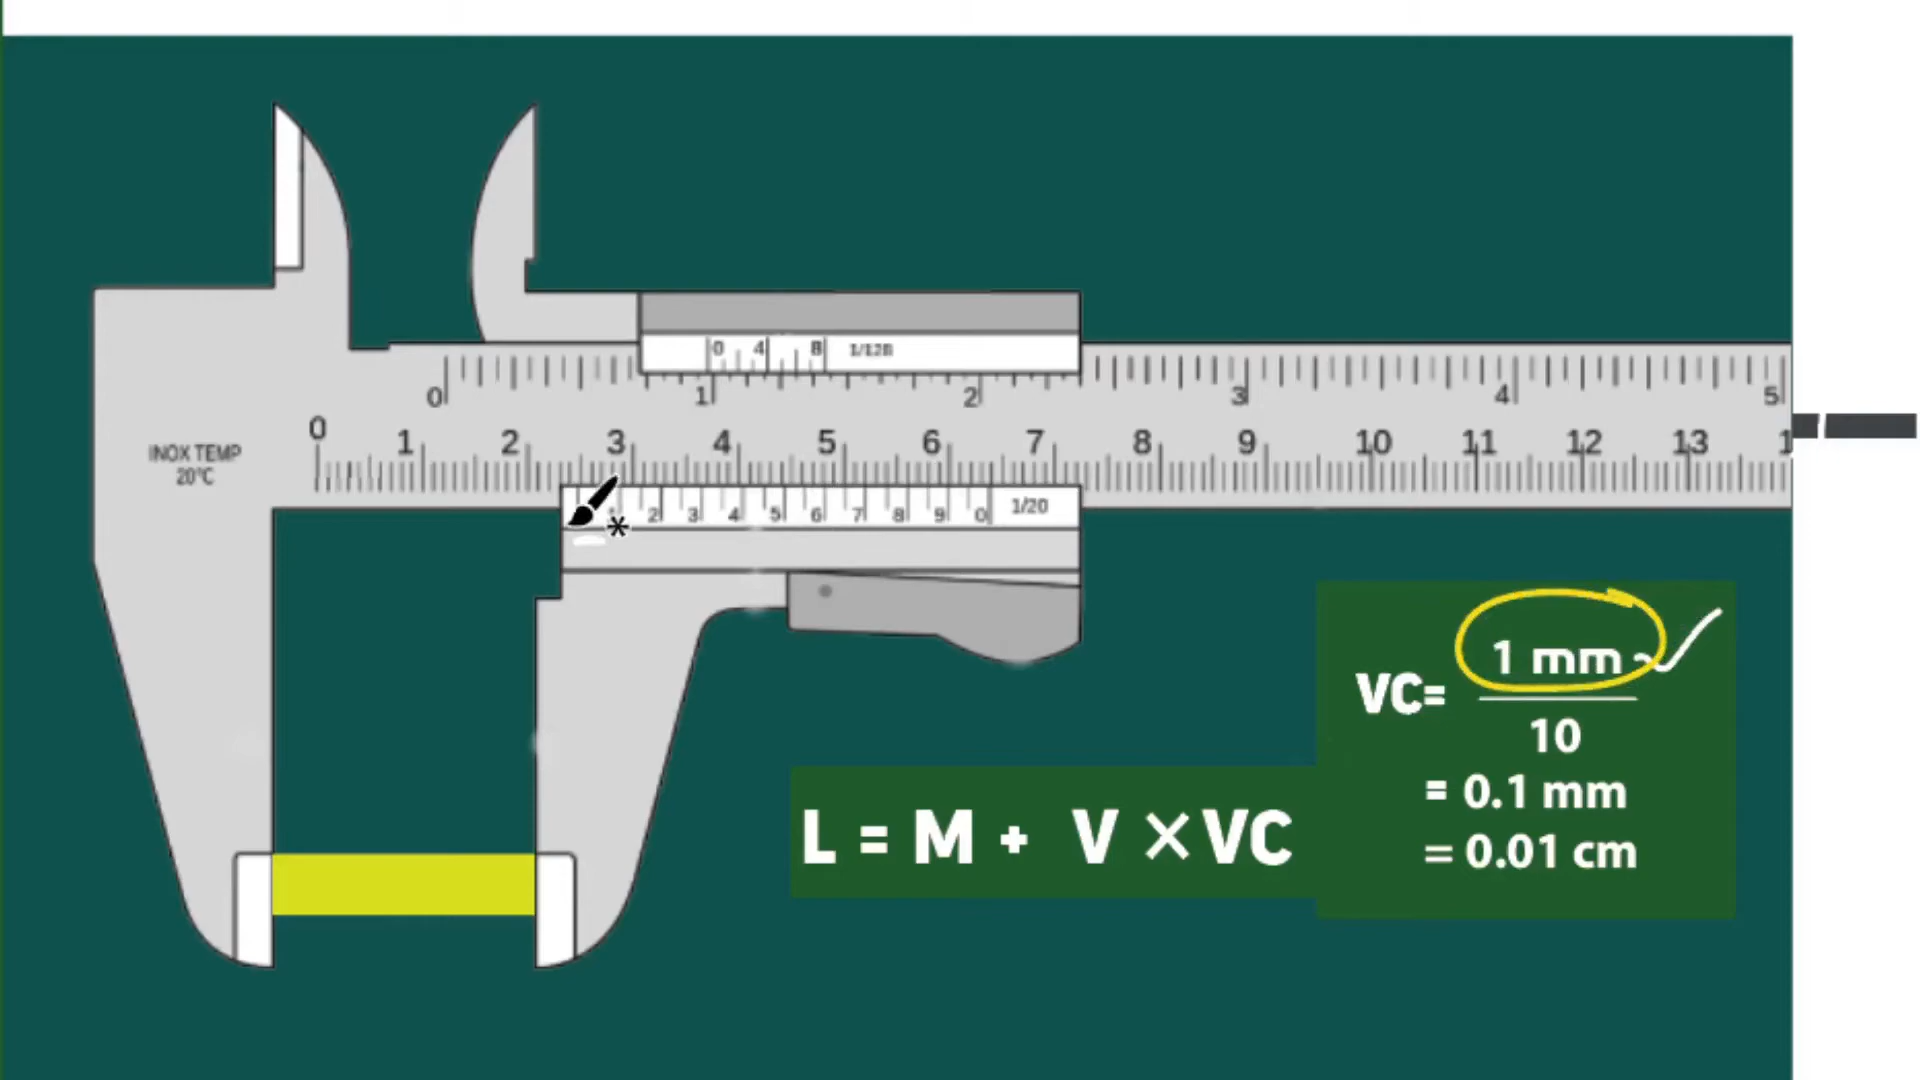 0 4 8 1/128
0 1 2 3 4 5
0 1 2 3 4 5 6 7 8 9 10 11 12 13 1
INOX TEMP
20°C
2 3 4 5 6 7 8 9 0 1/20
*
VC= 1 mm
10
= 0.1 mm
= 0.01 cm
L = M + V ×VC